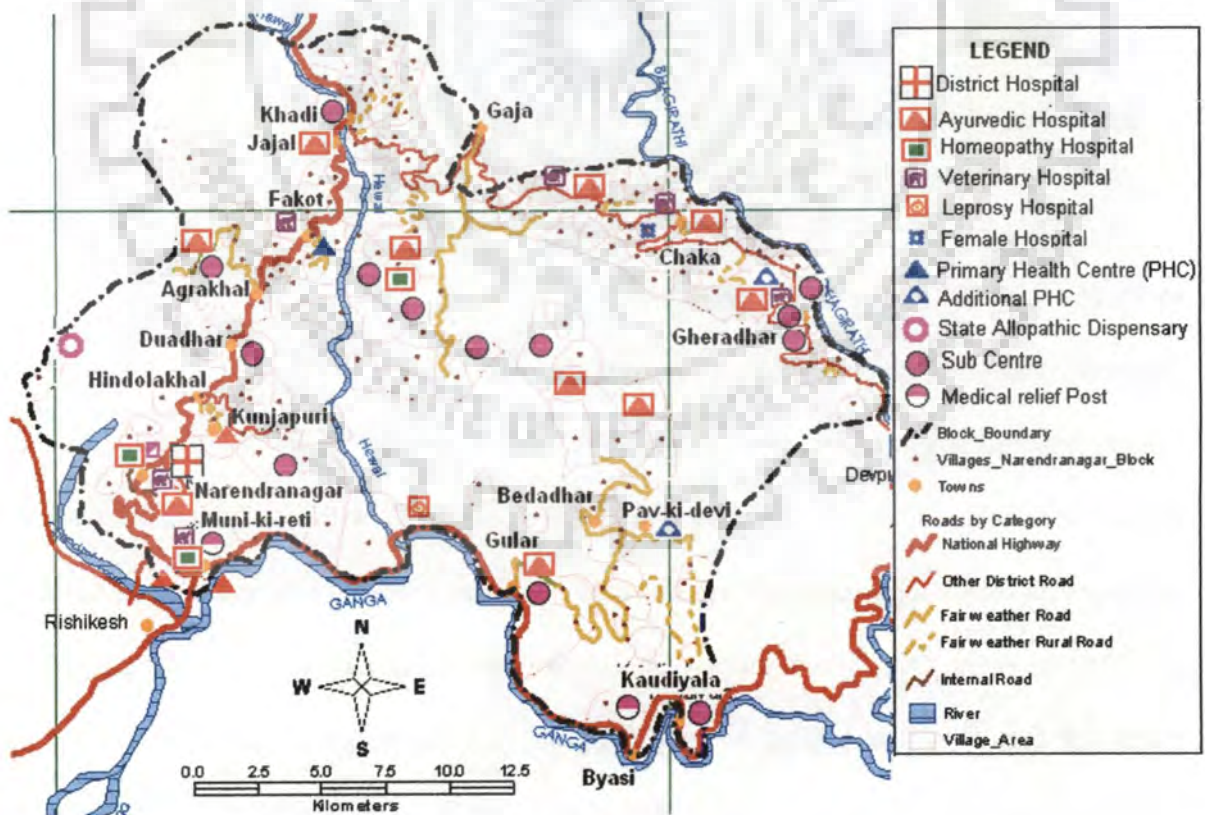 Khadi
Jajal
Gaja
BHAGIRATHI
Fakot
Hewal
Chaka
Agrakhal
Gheradhar
Duadhar
Hindolakhal
Kunjapuri
Narendranagar
Muni-ki-reti
Bedadhar
Pav-ki-devi
Gular
GANGA
Rishikesh
N
W
E
S
Kaudiyala
GANGA
Byasi
0.0 2.5 5.0 7.5 10.0 12.5
Kilometers
LEGEND
District Hospital
Ayurvedic Hospital
Homeopathy Hospital
Veterinary Hospital
Leprosy Hospital
Female Hospital
Primary Health Centre (PHC)
Additional PHC
State Allopathic Dispensary
Sub Centre
Medical relief Post
Block_Boundary
Villages_Narendranagar_Block
Towns
Roads by Category
National Highway
Other District Road
Fairweather Road
Fairweather Rural Road
Internal Road
River
Village_Area